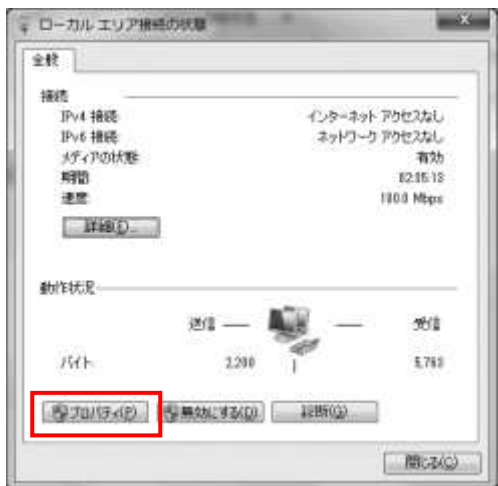 ローカル エリア接続の状態
全般
接続
IPv4 接続 インターネット アクセスなし
IPv6 接続 ネットワーク アクセスなし
メディアの状態 有効
期間 02:05:13
速度 100.0 Mbps
詳細(E)...
動作状況
送信 受信
バイト 2,200 5,763
プロパティ(P) 無効にする(D) 診断(G)
閉じる(C)